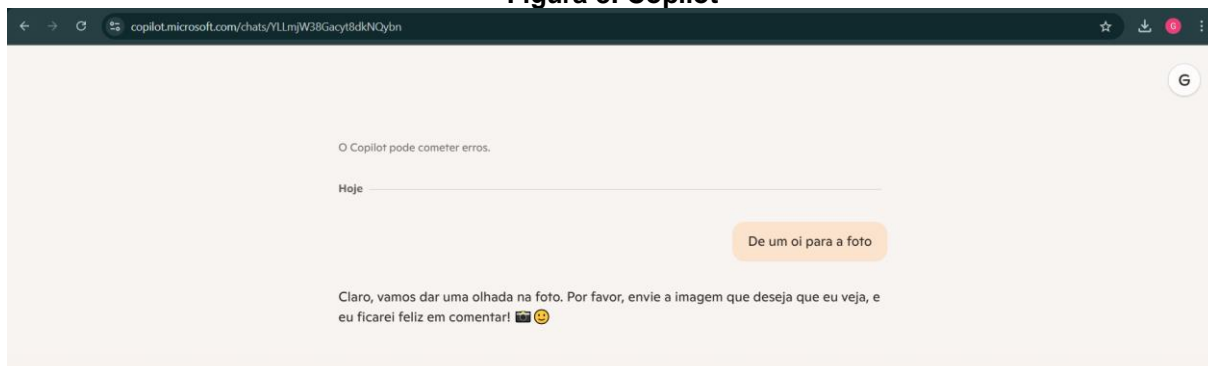 Figura 3: Copilot
copilot.microsoft.com/chats/YLLmjW38Gacyt8dkNQybn
G
G
O Copilot pode cometer erros.
Hoje
De um oi para a foto
Claro, vamos dar uma olhada na foto. Por favor, envie a imagem que deseja que eu veja, e
eu ficarei feliz em comentar! 📸🙂